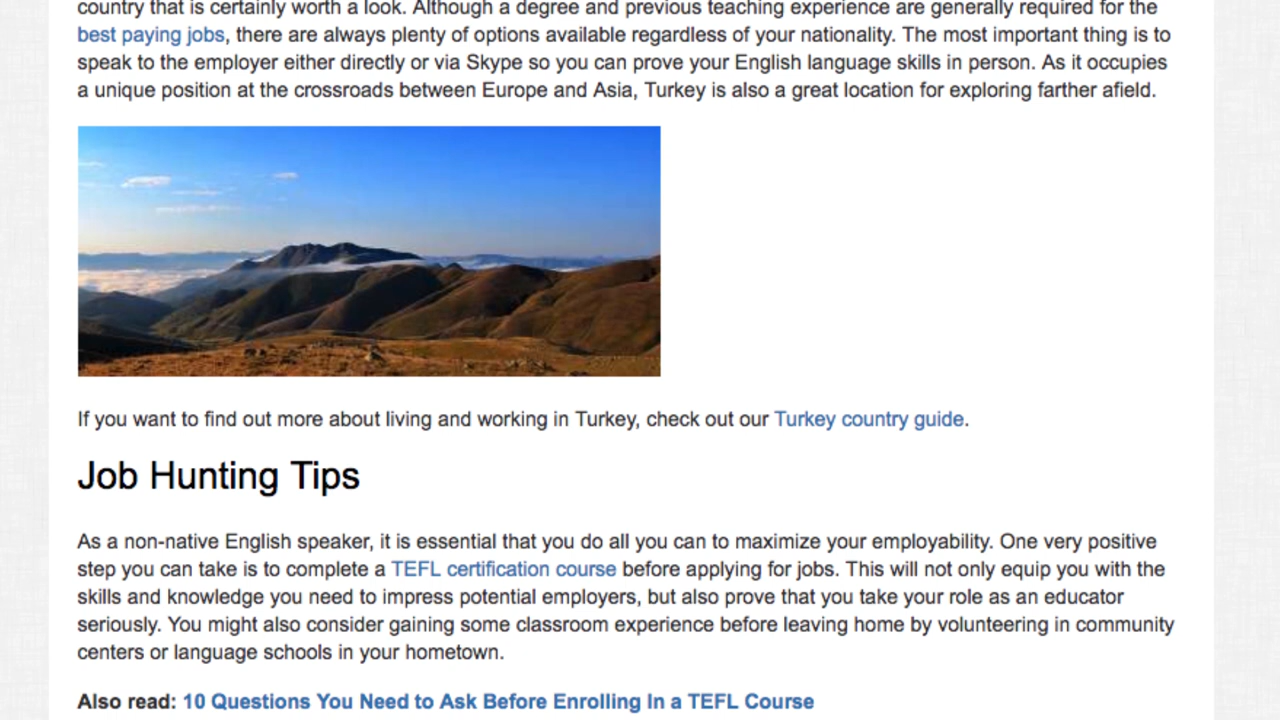 country that is certainly worth a look. Although a degree and previous teaching experience are generally required for the
best paying jobs, there are always plenty of options available regardless of your nationality. The most important thing is to
speak to the employer either directly or via Skype so you can prove your English language skills in person. As it occupies
a unique position at the crossroads between Europe and Asia, Turkey is also a great location for exploring farther afield.
If you want to find out more about living and working in Turkey, check out our Turkey country guide.
Job Hunting Tips
As a non-native English speaker, it is essential that you do all you can to maximize your employability. One very positive
step you can take is to complete a TEFL certification course before applying for jobs. This will not only equip you with the
skills and knowledge you need to impress potential employers, but also prove that you take your role as an educator
seriously. You might also consider gaining some classroom experience before leaving home by volunteering in community
centers or language schools in your hometown.
Also read: 10 Questions You Need to Ask Before Enrolling In a TEFL Course